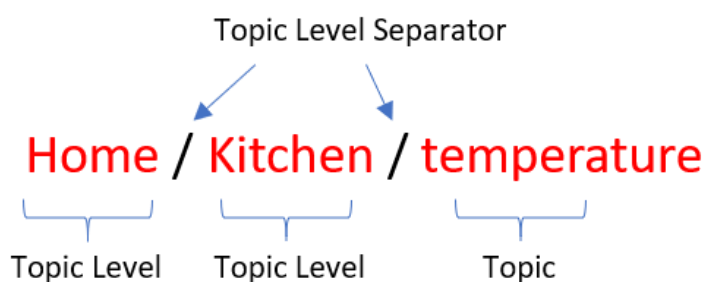 Topic Level Separator
Home / Kitchen / temperature
Topic Level Topic Level Topic